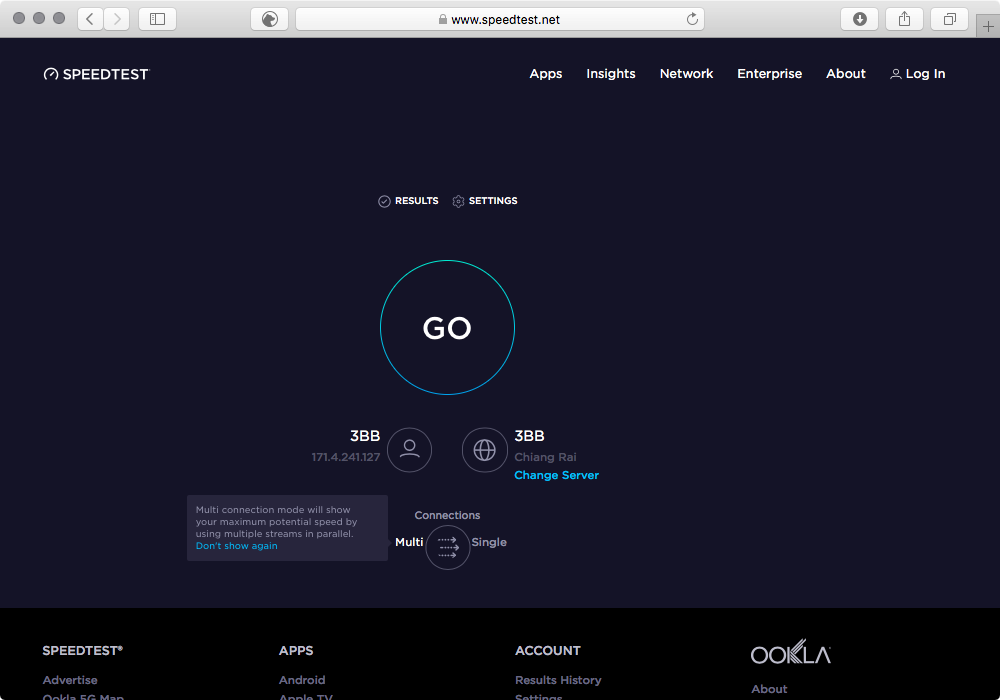 www.speedtest.net
SPEEDTEST
Apps Insights Network Enterprise About Log In
RESULTS SETTINGS
GO
3BB
171.4.241.127
3BB
Chiang Rai
Change Server
Multi connection mode will show
your maximum potential speed by
using multiple streams in parallel.
Don't show again
Connections
Multi Single
SPEEDTEST® APPS ACCOUNT OOKLA
Advertise Android Results History About
Ookla 5G Map Apple TV Settings